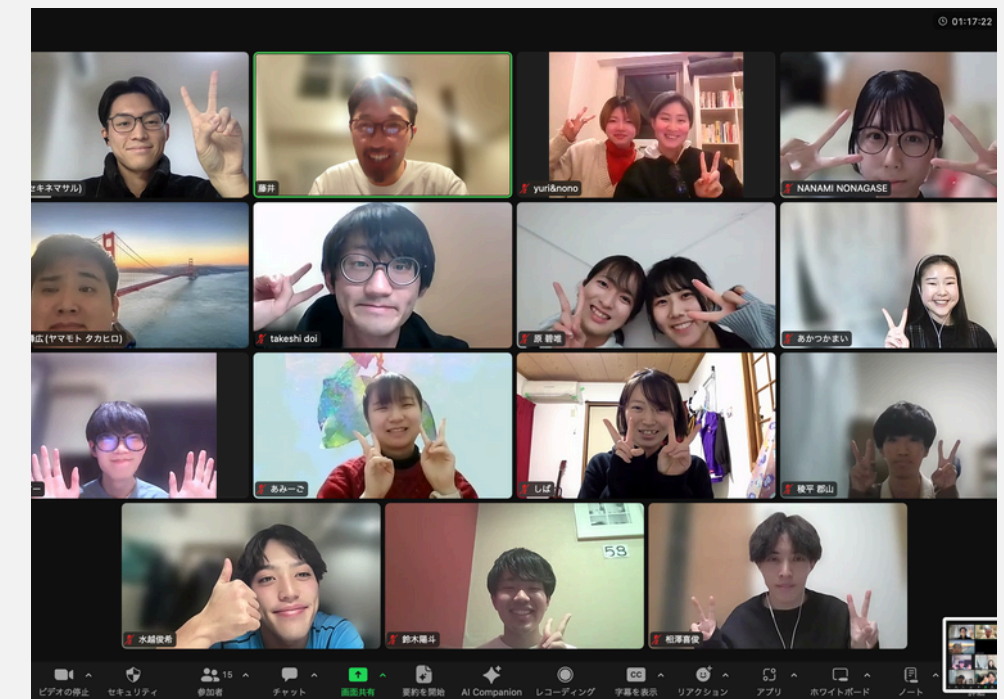 01:17:22
セキネマサル)
藤井
yuri&nono
NANAMI NONAGASE
広(ヤマモト タカヒロ)
takeshi doi
原 碧唯
あかつかまい
ー
あみーご
しば
稜平 郡山
水越俊希
鈴木陽斗
58
相澤喜俊
ビデオの停止
セキュリティ
15
参加者
チャット
画面共有
要約を開始
AI Companion
レコーディング
CC
字幕を表示
リアクション
アプリ
ホワイトボード
ノート